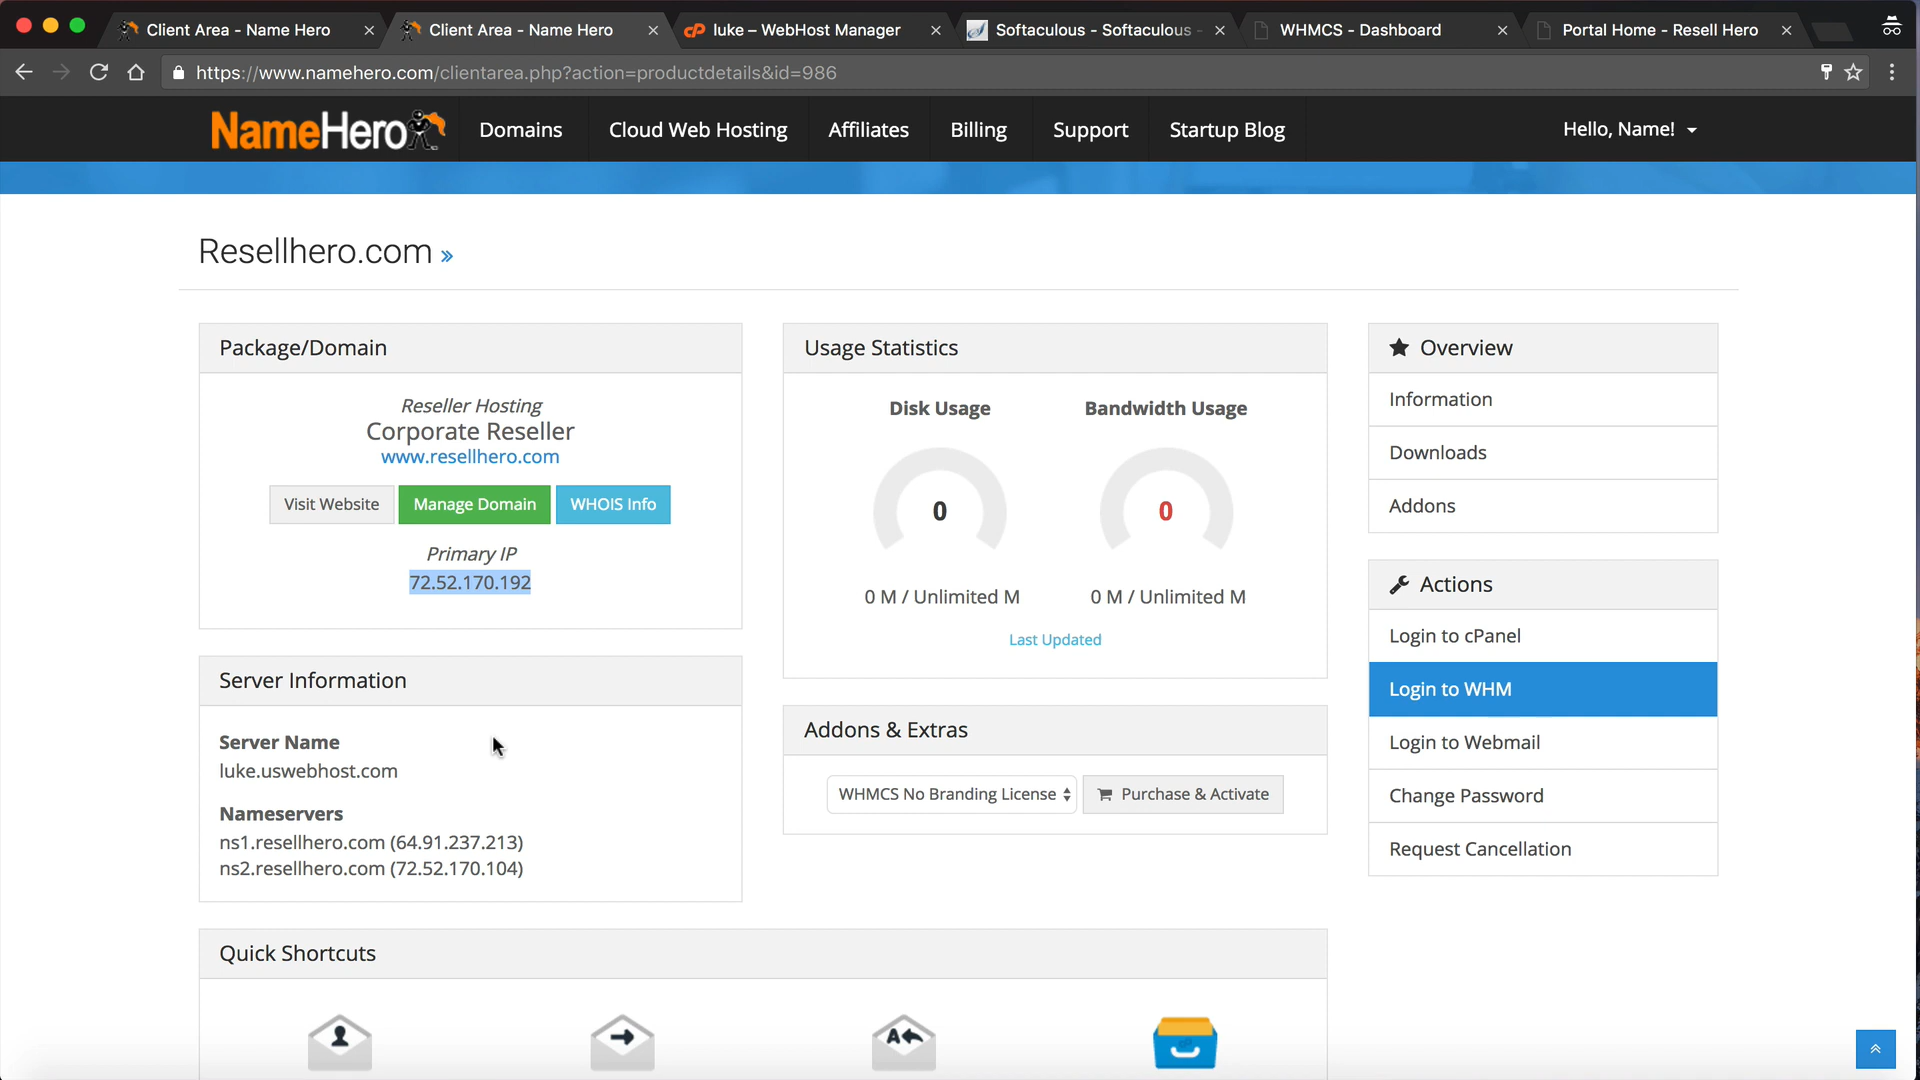 Client Area - Name Hero
Client Area - Name Hero
luke – WebHost Manager
Softaculous - Softaculous -
WHMCS - Dashboard
Portal Home - Resell Hero
https://www.namehero.com/clientarea.php?action=productdetails&id=986
NameHero
Domains
Cloud Web Hosting
Affiliates
Billing
Support
Startup Blog
Hello, Name!
Resellhero.com »
Package/Domain
Reseller Hosting
Corporate Reseller
www.resellhero.com
Visit Website
Manage Domain
WHOIS Info
Primary IP
72.52.170.192
Server Information
Server Name
luke.uswebhost.com
Nameservers
ns1.resellhero.com (64.91.237.213)
ns2.resellhero.com (72.52.170.104)
Usage Statistics
Disk Usage
Bandwidth Usage
0
0
0 M / Unlimited M
0 M / Unlimited M
Last Updated
Addons & Extras
WHMCS No Branding License
Purchase & Activate
Overview
Information
Downloads
Addons
Actions
Login to cPanel
Login to WHM
Login to Webmail
Change Password
Request Cancellation
Quick Shortcuts
A